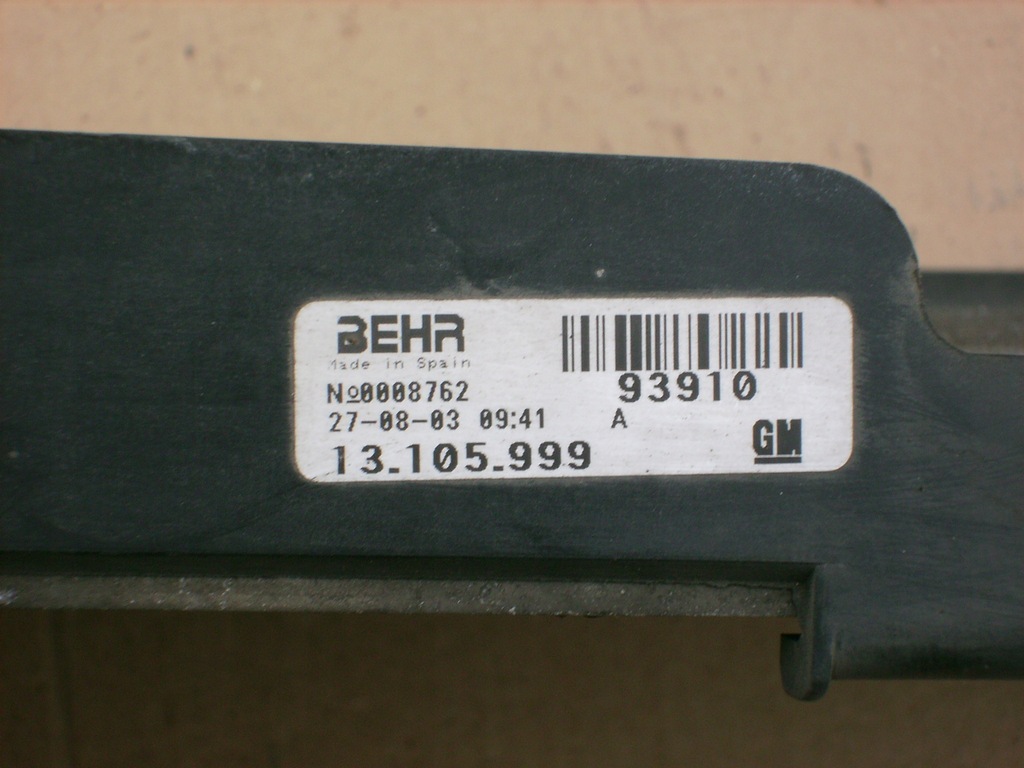 BEHR
Made in Spain
№0008762
93910
27-08-03 09:41 A
13.105.999
GM